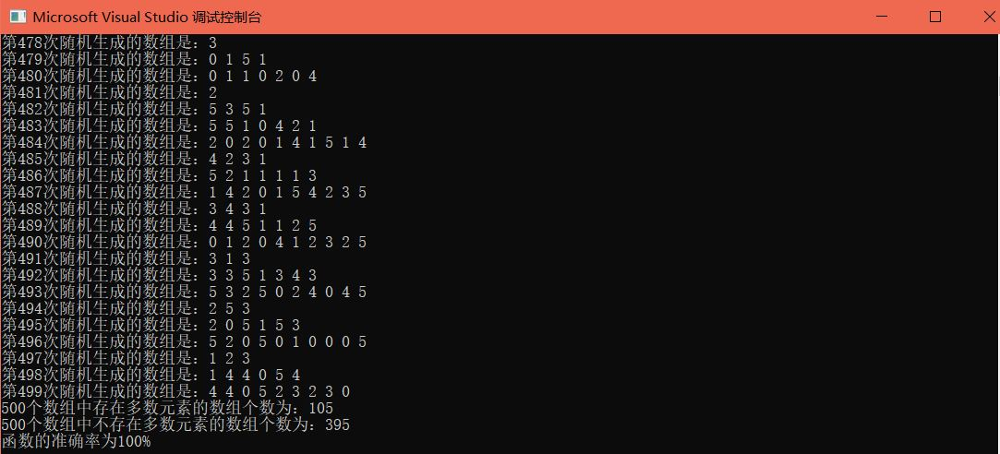 Microsoft Visual Studio 调试控制台
第478次随机生成的数组是：3
第479次随机生成的数组是：0 1 5 1
第480次随机生成的数组是：0 1 1 0 2 0 4
第481次随机生成的数组是：2
第482次随机生成的数组是：5 3 5 1
第483次随机生成的数组是：5 5 1 0 4 2 1
第484次随机生成的数组是：2 0 2 0 1 4 1 5 1 4
第485次随机生成的数组是：4 2 3 1
第486次随机生成的数组是：5 2 1 1 1 1 3
第487次随机生成的数组是：1 4 2 0 1 5 4 2 3 5
第488次随机生成的数组是：3 4 3 1
第489次随机生成的数组是：4 4 5 1 1 2 5
第490次随机生成的数组是：0 1 2 0 4 1 2 3 2 5
第491次随机生成的数组是：3 1 3
第492次随机生成的数组是：3 3 5 1 3 4 3
第493次随机生成的数组是：5 3 2 5 0 2 4 0 4 5
第494次随机生成的数组是：2 5 3
第495次随机生成的数组是：2 0 5 1 5 3
第496次随机生成的数组是：5 2 0 5 0 1 0 0 0 5
第497次随机生成的数组是：1 2 3
第498次随机生成的数组是：1 4 4 0 5 4
第499次随机生成的数组是：4 4 0 5 2 3 2 3 0
500个数组中存在多数元素的数组个数为：105
500个数组中不存在多数元素的数组个数为：395
函数的准确率为100%